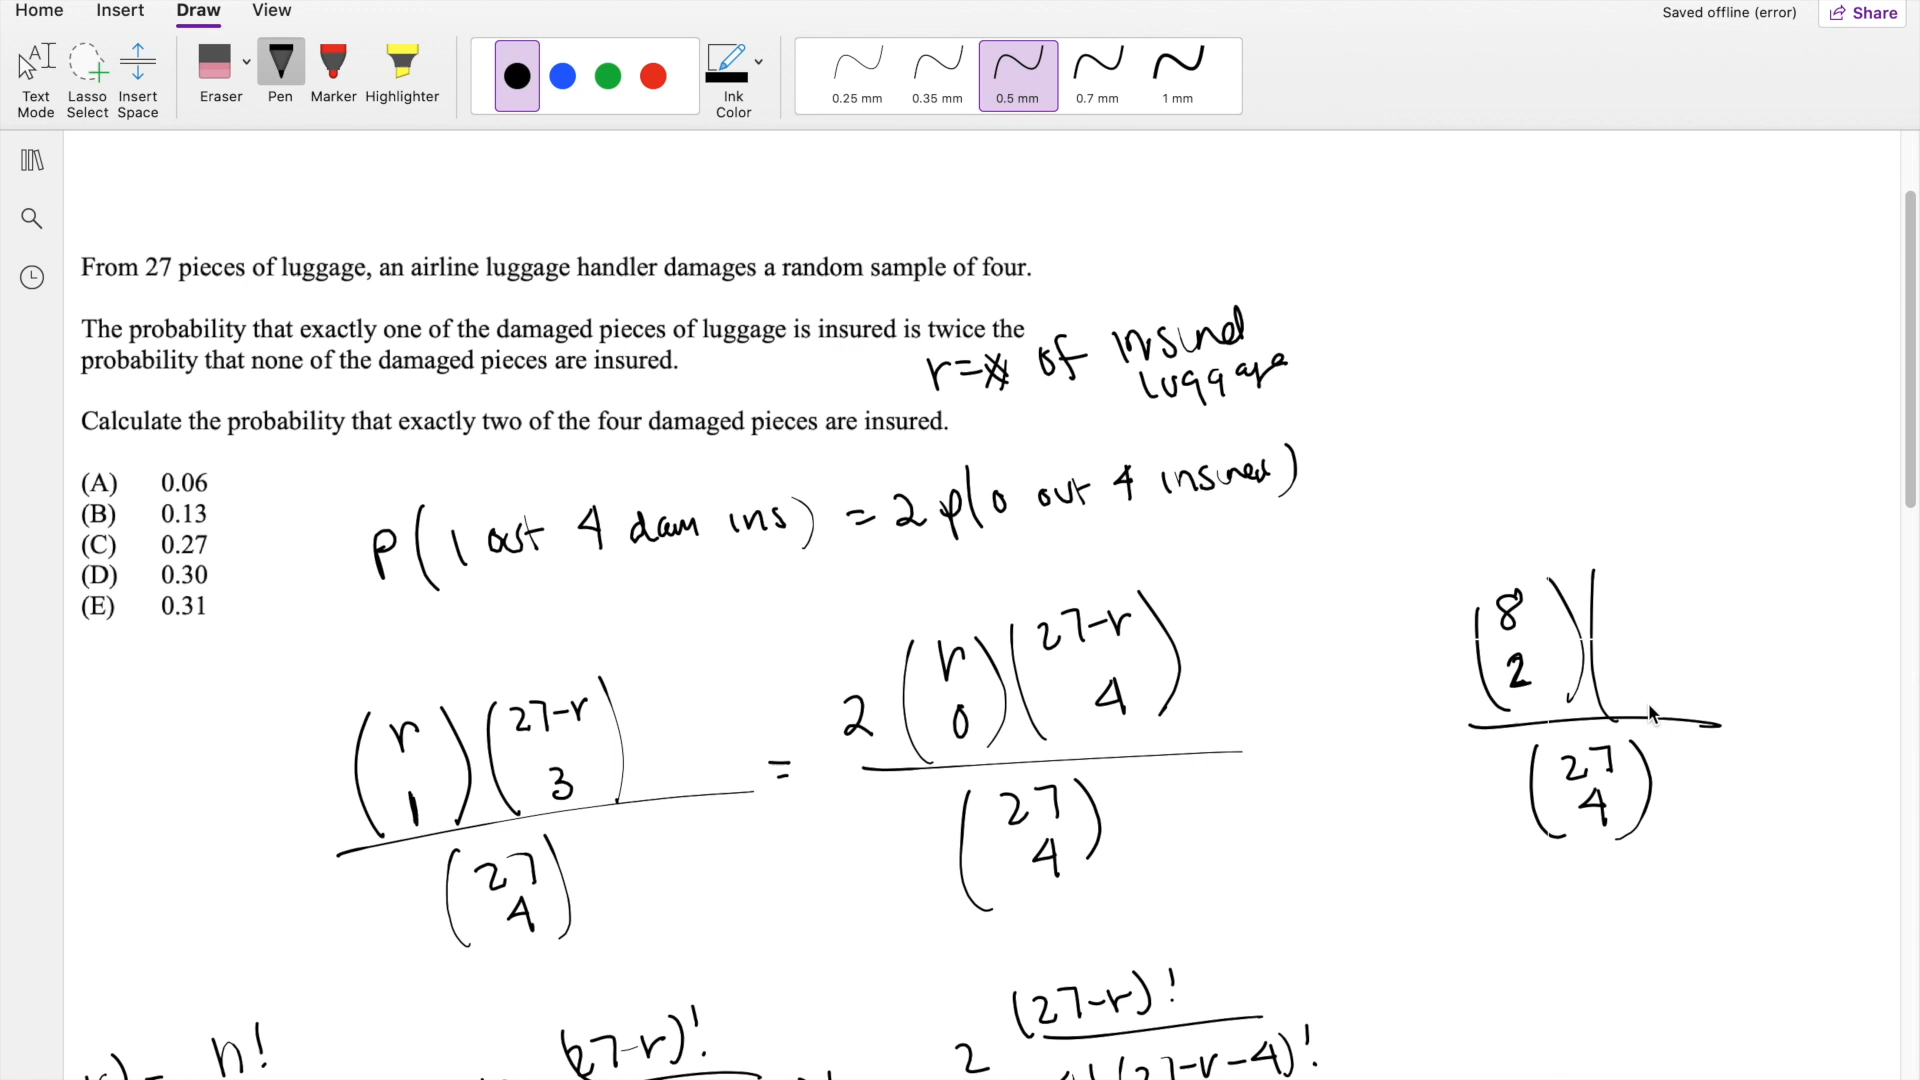 Home Insert Draw View
Saved offline (error)
Share
Text Mode
Lasso Select
Insert Space
Eraser
Pen
Marker
Highlighter
Ink Color
0.25 mm
0.35 mm
0.5 mm
0.7 mm
1 mm
From 27 pieces of luggage, an airline luggage handler damages a random sample of four.
The probability that exactly one of the damaged pieces of luggage is insured is twice the
probability that none of the damaged pieces are insured.
r = # of insured
luggage
Calculate the probability that exactly two of the four damaged pieces are insured.
(A) 0.06
(B) 0.13
(C) 0.27
(D) 0.30
(E) 0.31
P(1 out 4 dam ins) = 2 P(0 out 4 insured)
(r 1)(27-r 3) = 2(r 0)(27-r 4)
(27 4) (27 4)
(8 2)(
(27 4)
n!
(27-r)!
2 (27-r)!
4!(27-r-4)!